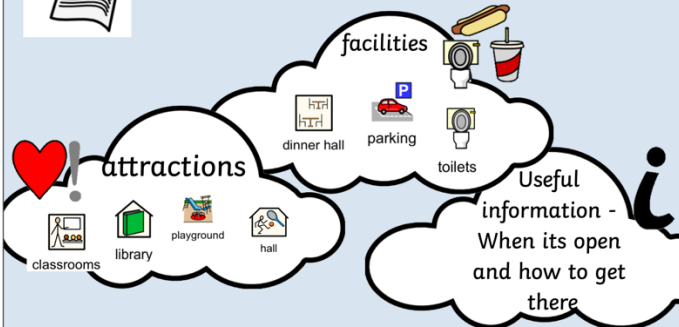 facilities
P
dinner hall
parking
toilets
attractions
!
classrooms
library
playground
hall
Useful
information -
When its open
and how to get
there
i